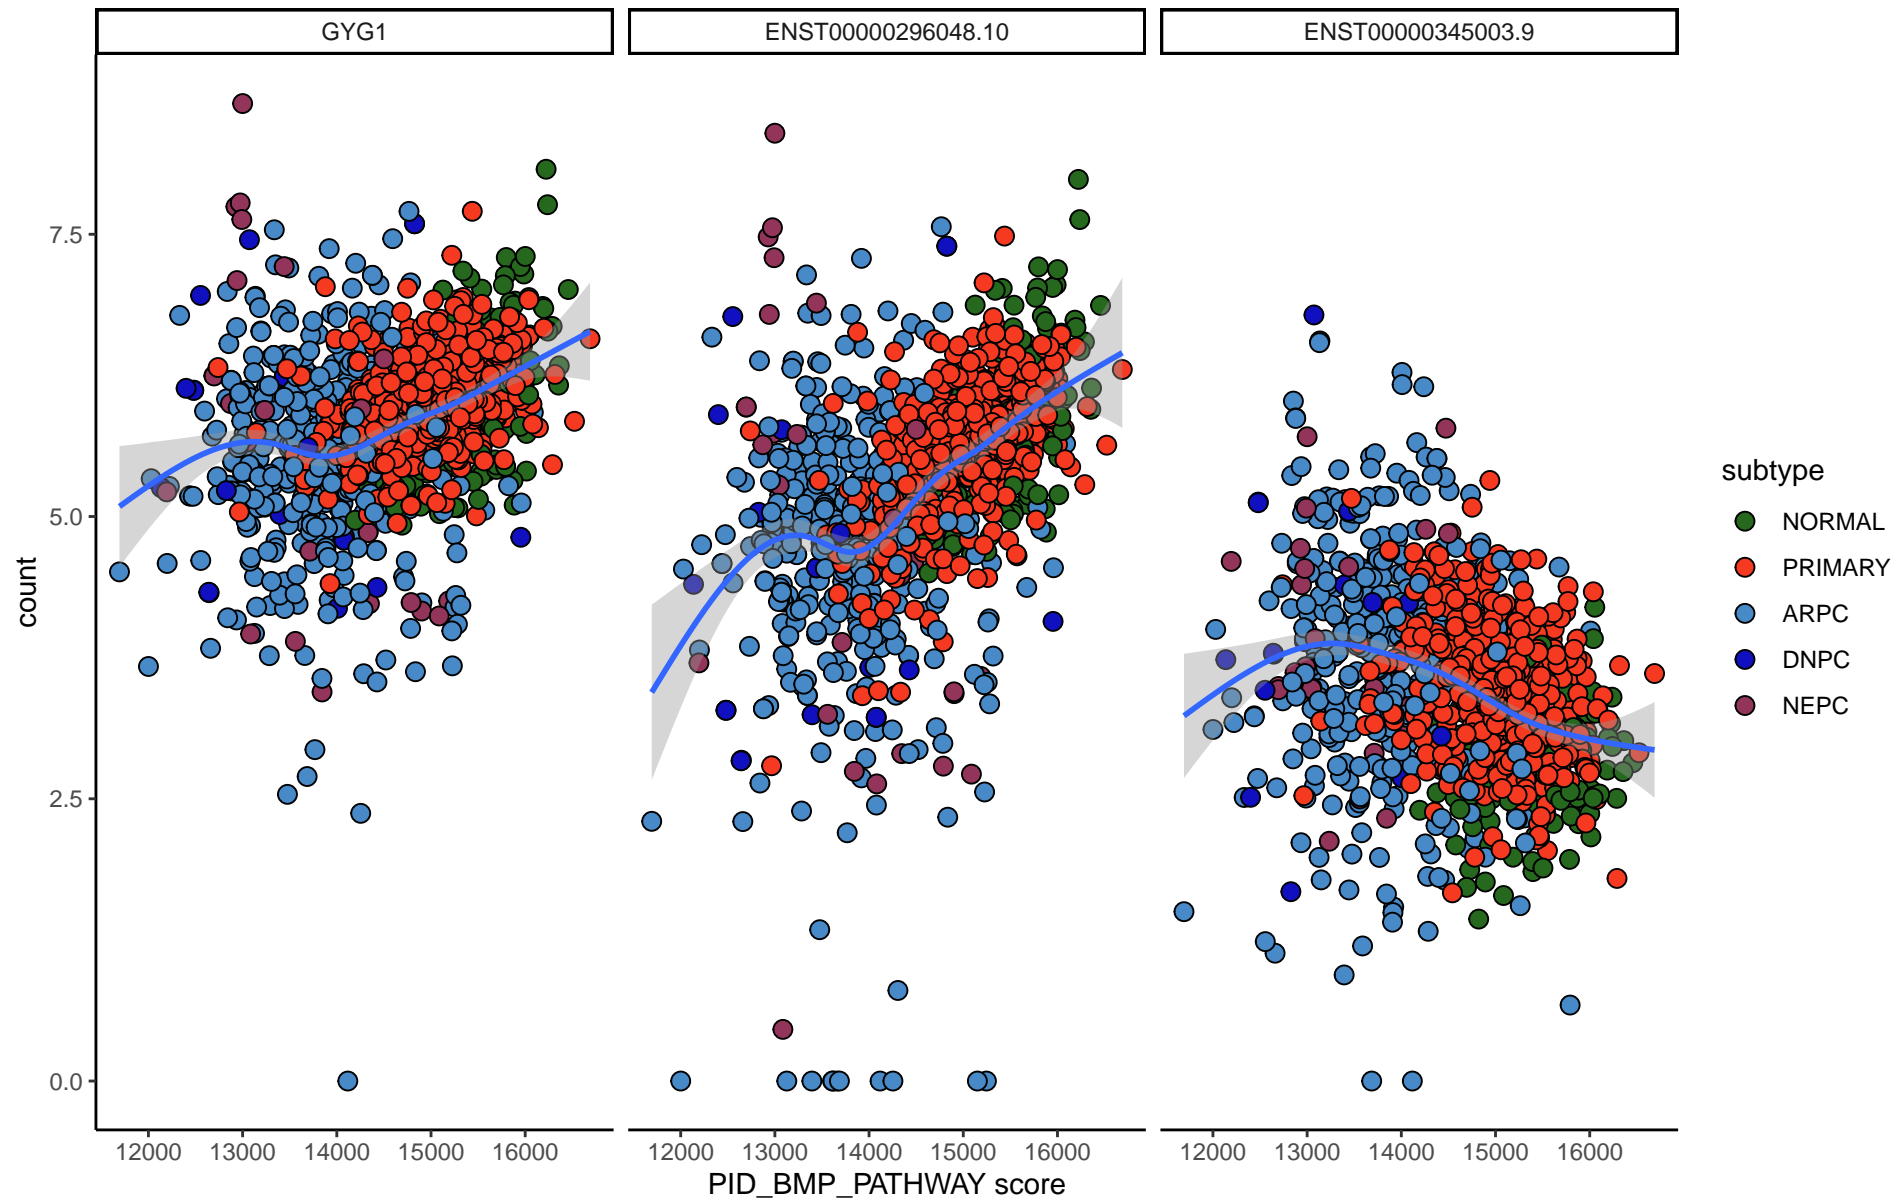 GYG1
ENST00000296048.10
ENST00000345003.9
7.5
5.0
2.5
0.0
count
12000 13000 14000 15000 16000
12000 13000 14000 15000 16000
12000 13000 14000 15000 16000
PID_BMP_PATHWAY score
subtype
NORMAL
PRIMARY
ARPC
DNPC
NEPC